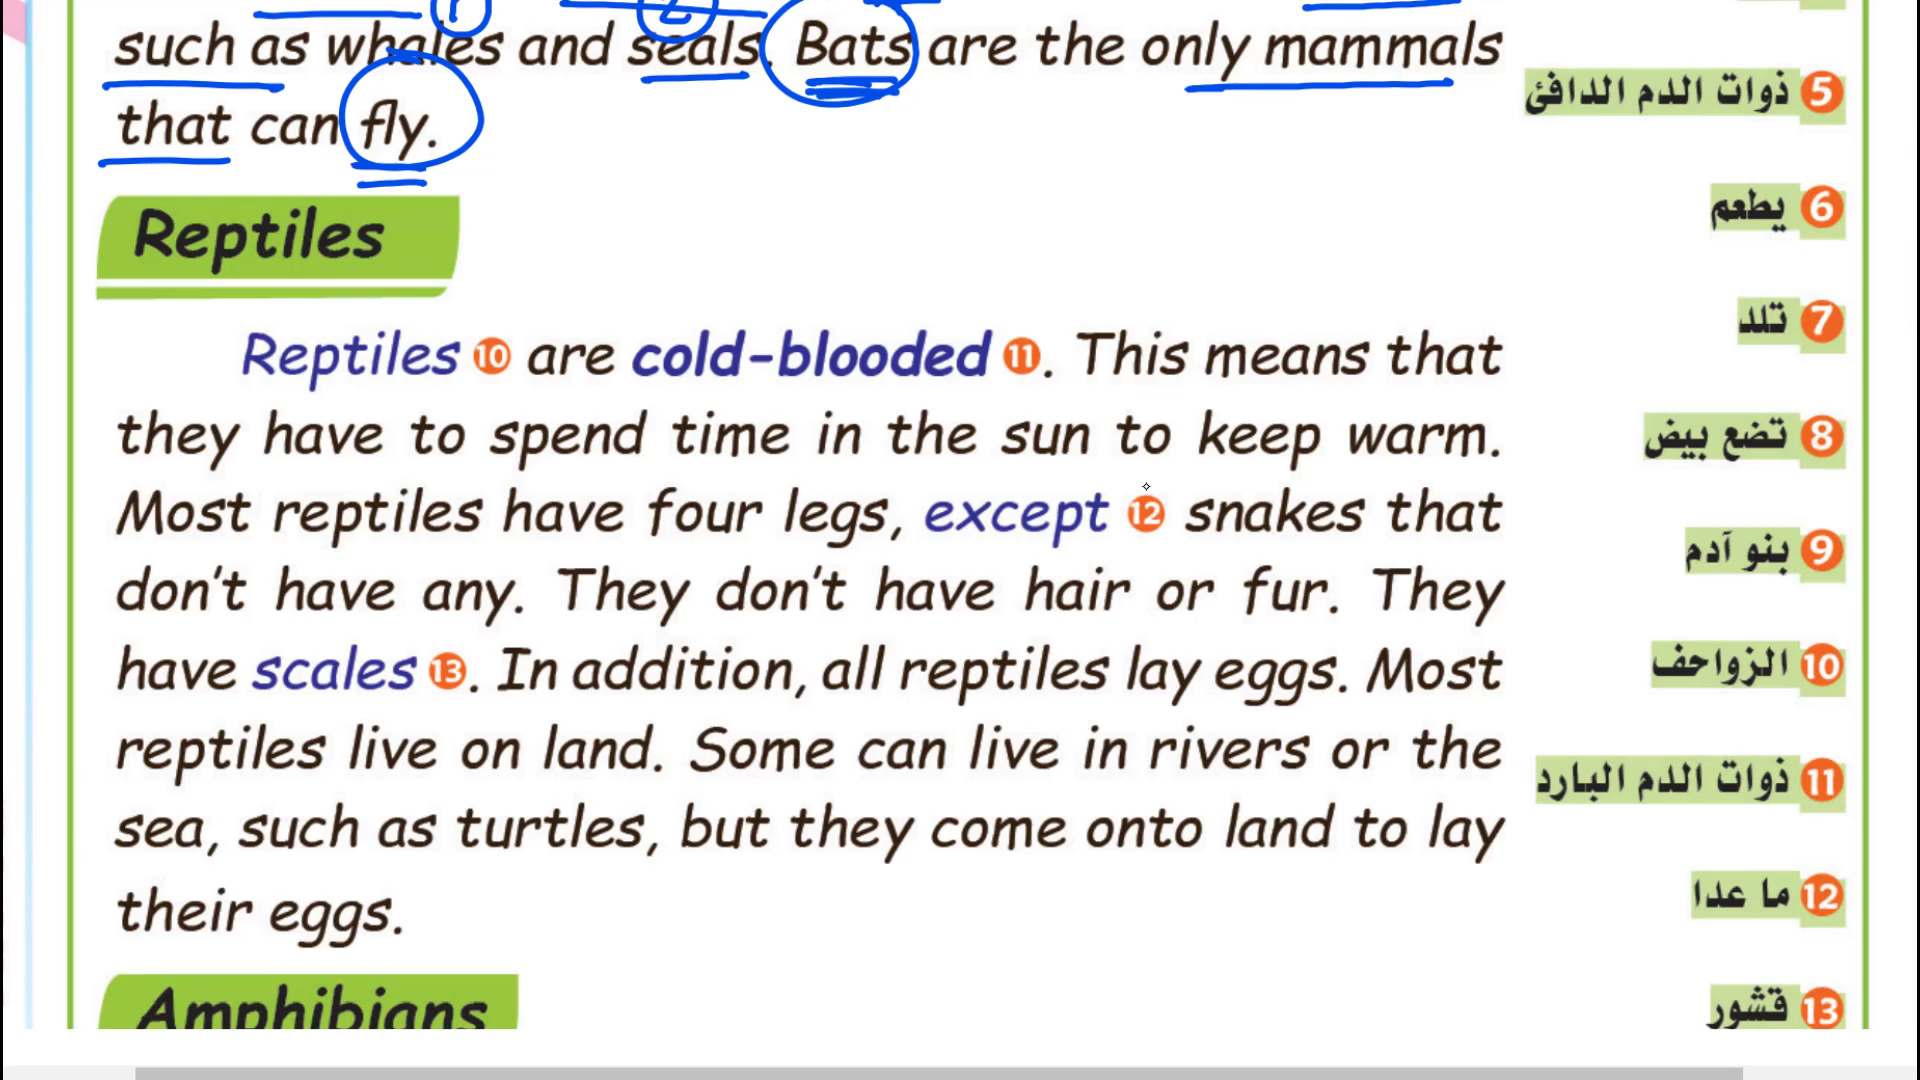 such as whales and seals. Bats are the only mammals
that can fly.
Reptiles
Reptiles 10 are cold-blooded 11. This means that
they have to spend time in the sun to keep warm.
Most reptiles have four legs, except 12 snakes that
don't have any. They don't have hair or fur. They
have scales 13. In addition, all reptiles lay eggs. Most
reptiles live on land. Some can live in rivers or the
sea, such as turtles, but they come onto land to lay
their eggs.
Amphibians
5 ذوات الدم الدافئ
6 يطعم
7 تلد
8 تضع بيض
9 بنو آدم
10 الزواحف
11 ذوات الدم البارد
12 ما عدا
13 قشور